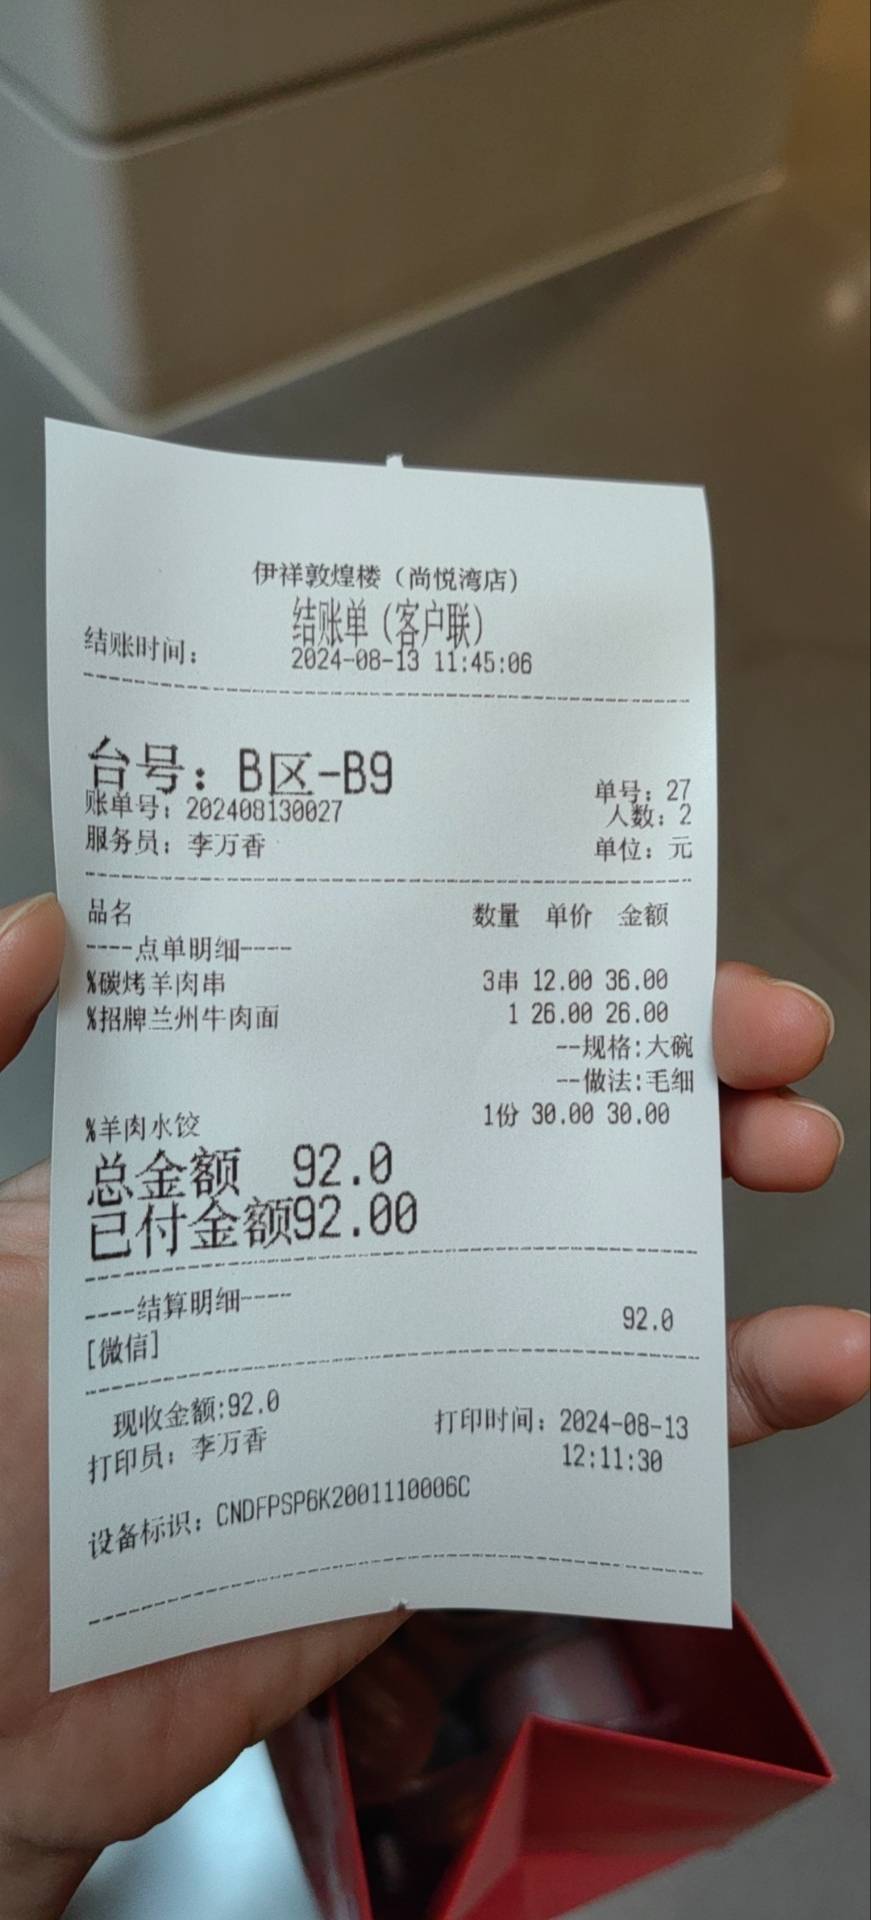 伊祥敦煌楼（尚悦湾店）
结账单（客户联）
结账时间： 2024-08-13 11:45:06
台号：B区-B9
单号：27
账单号：202408130027 人数：2
服务员：李万香 单位：元
品名 数量 单价 金额
----点单明细----
%碳烤羊肉串 3串 12.00 36.00
%招牌兰州牛肉面 1 26.00 26.00
--规格:大碗
--做法:毛细
%羊肉水饺 1份 30.00 30.00
总金额 92.0
已付金额92.00
----结算明细----
[微信] 92.0
现收金额:92.0
打印员：李万香 打印时间：2024-08-13
12:11:30
设备标识：CNDFPSP6K2001110006C